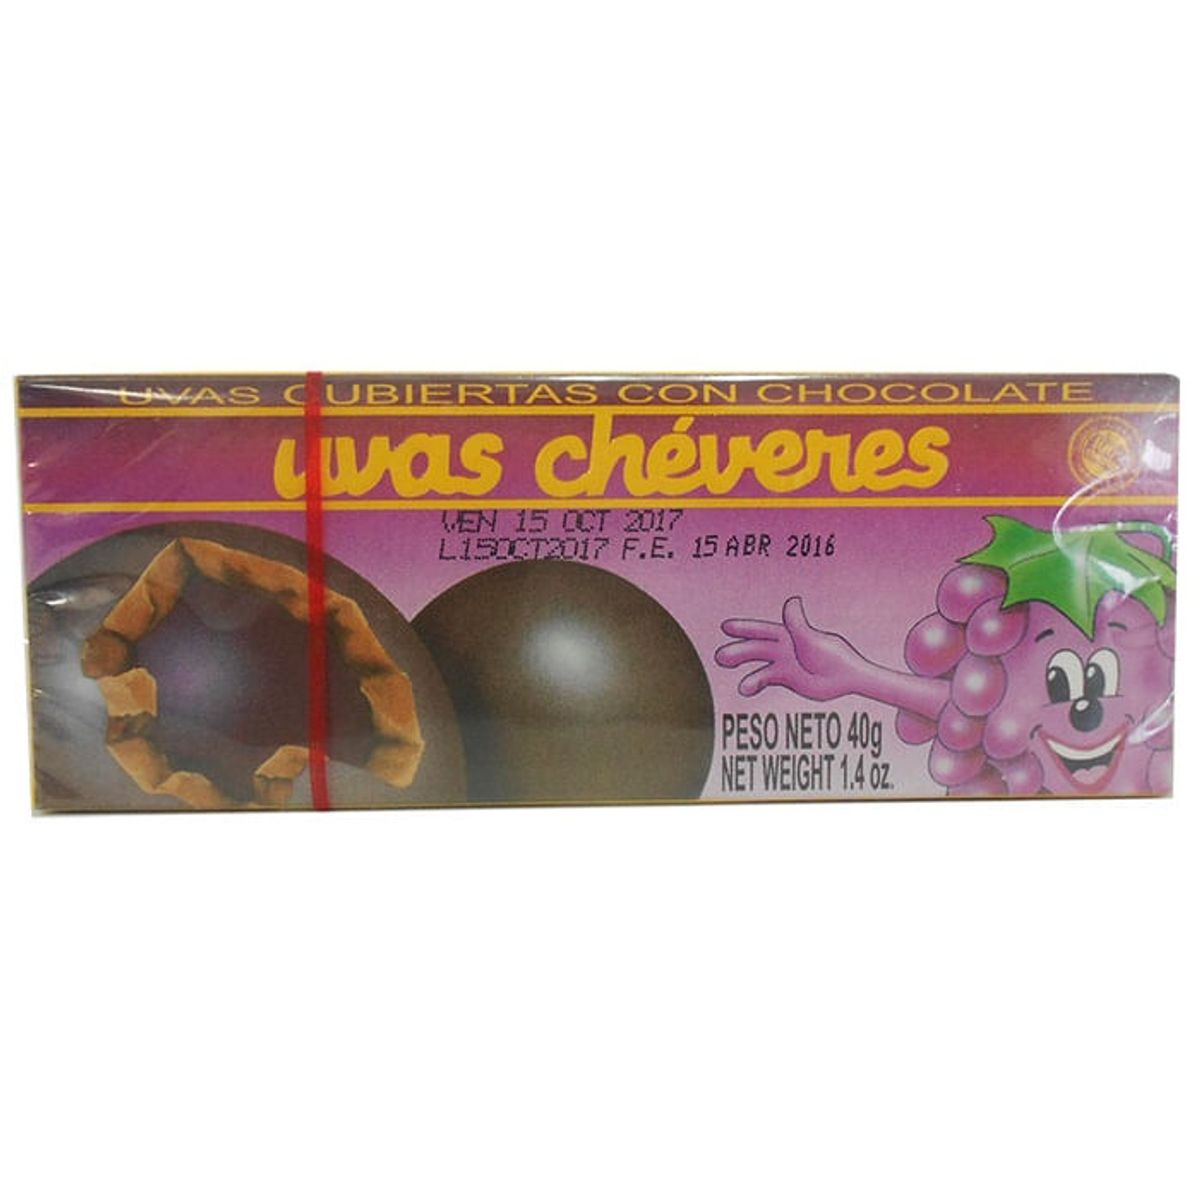 UVAS CUBIERTAS CON CHOCOLATE
uvas chéveres
VEN 15 OCT 2017
L15OCT2017 F.E. 15 ABR 2016
PESO NETO 40g
NET WEIGHT 1.4 oz.